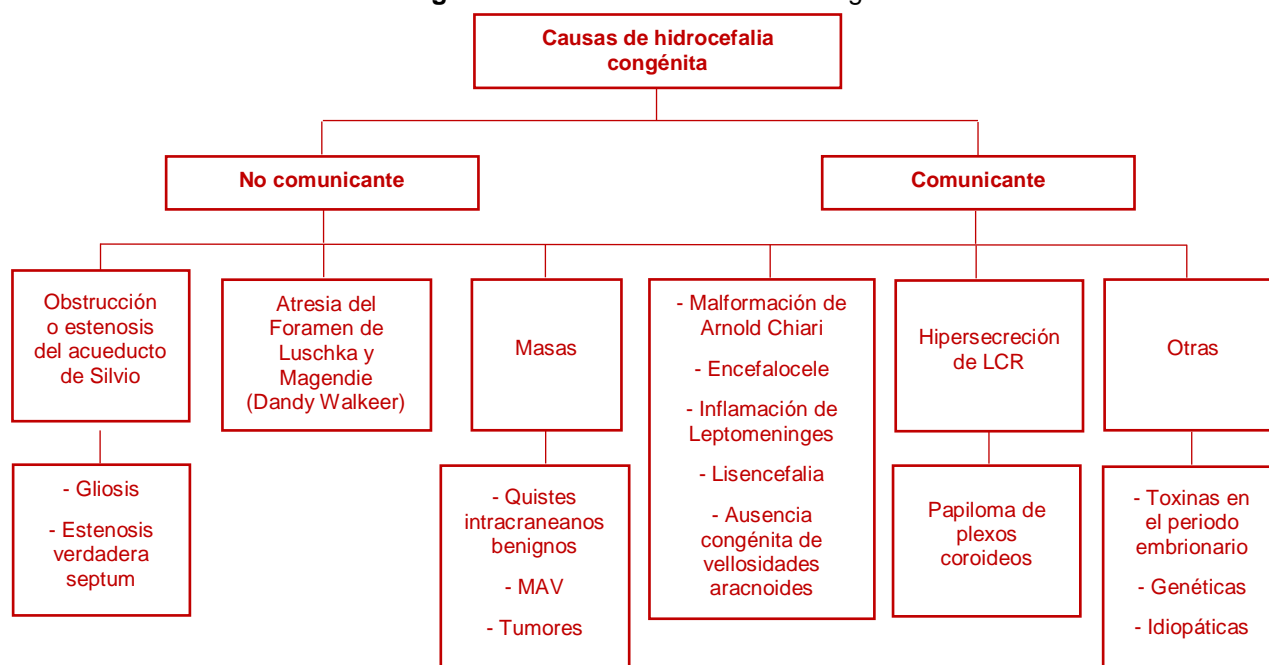 Causas de hidrocefalia
congénita
No comunicante
Comunicante
Obstrucción
o estenosis
del acueducto
de Silvio
Atresia del
Foramen de
Luschka y
Magendie
(Dandy Walkeer)
Masas
- Malformación de
Arnold Chiari
- Encefalocele
- Inflamación de
Leptomeninges
- Lisencefalia
- Ausencia
congénita de
vellosidades
aracnoides
Hipersecreción
de LCR
Otras
- Gliosis
- Estenosis
verdadera
septum
- Quistes
intracraneanos
benignos
- MAV
- Tumores
Papiloma de
plexos
coroideos
- Toxinas en
el periodo
embrionario
- Genéticas
- Idiopáticas